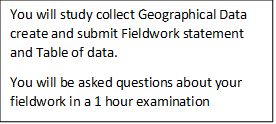 You will study collect Geographical Data
create and submit Fieldwork statement
and Table of data.
You will be asked questions about your
fieldwork in a 1 hour examination